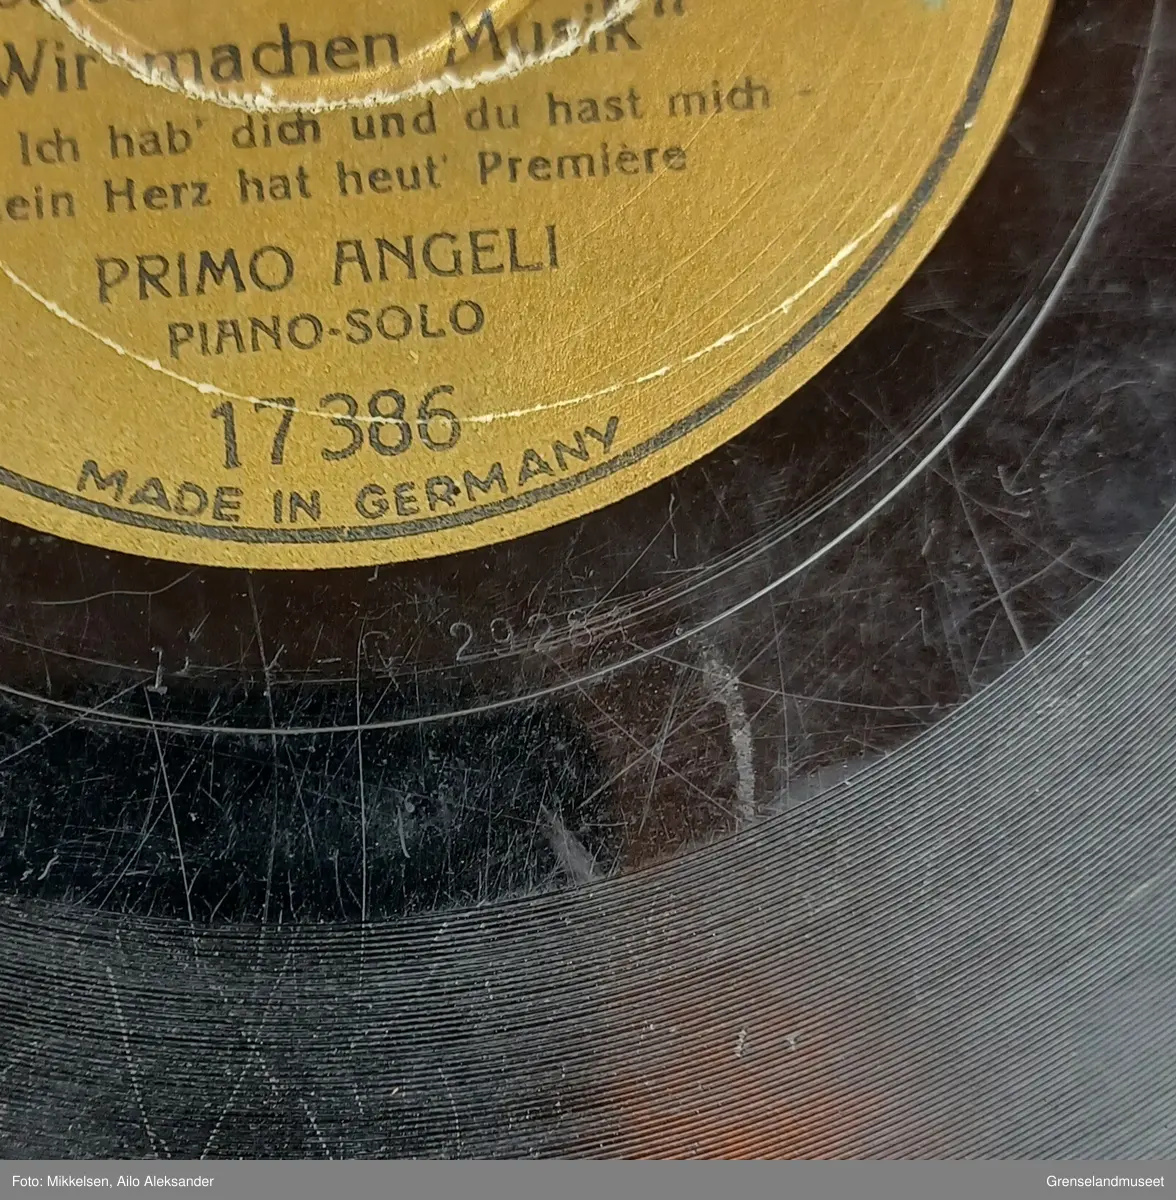 Wir machen Musik"
Ich hab' dich und du hast mich -
ein Herz hat heut' Première
PRIMO ANGELI
PIANO-SOLO
17386
MADE IN GERMANY
Foto: Mikkelsen, Ailo Aleksander
Grenselandmuseet